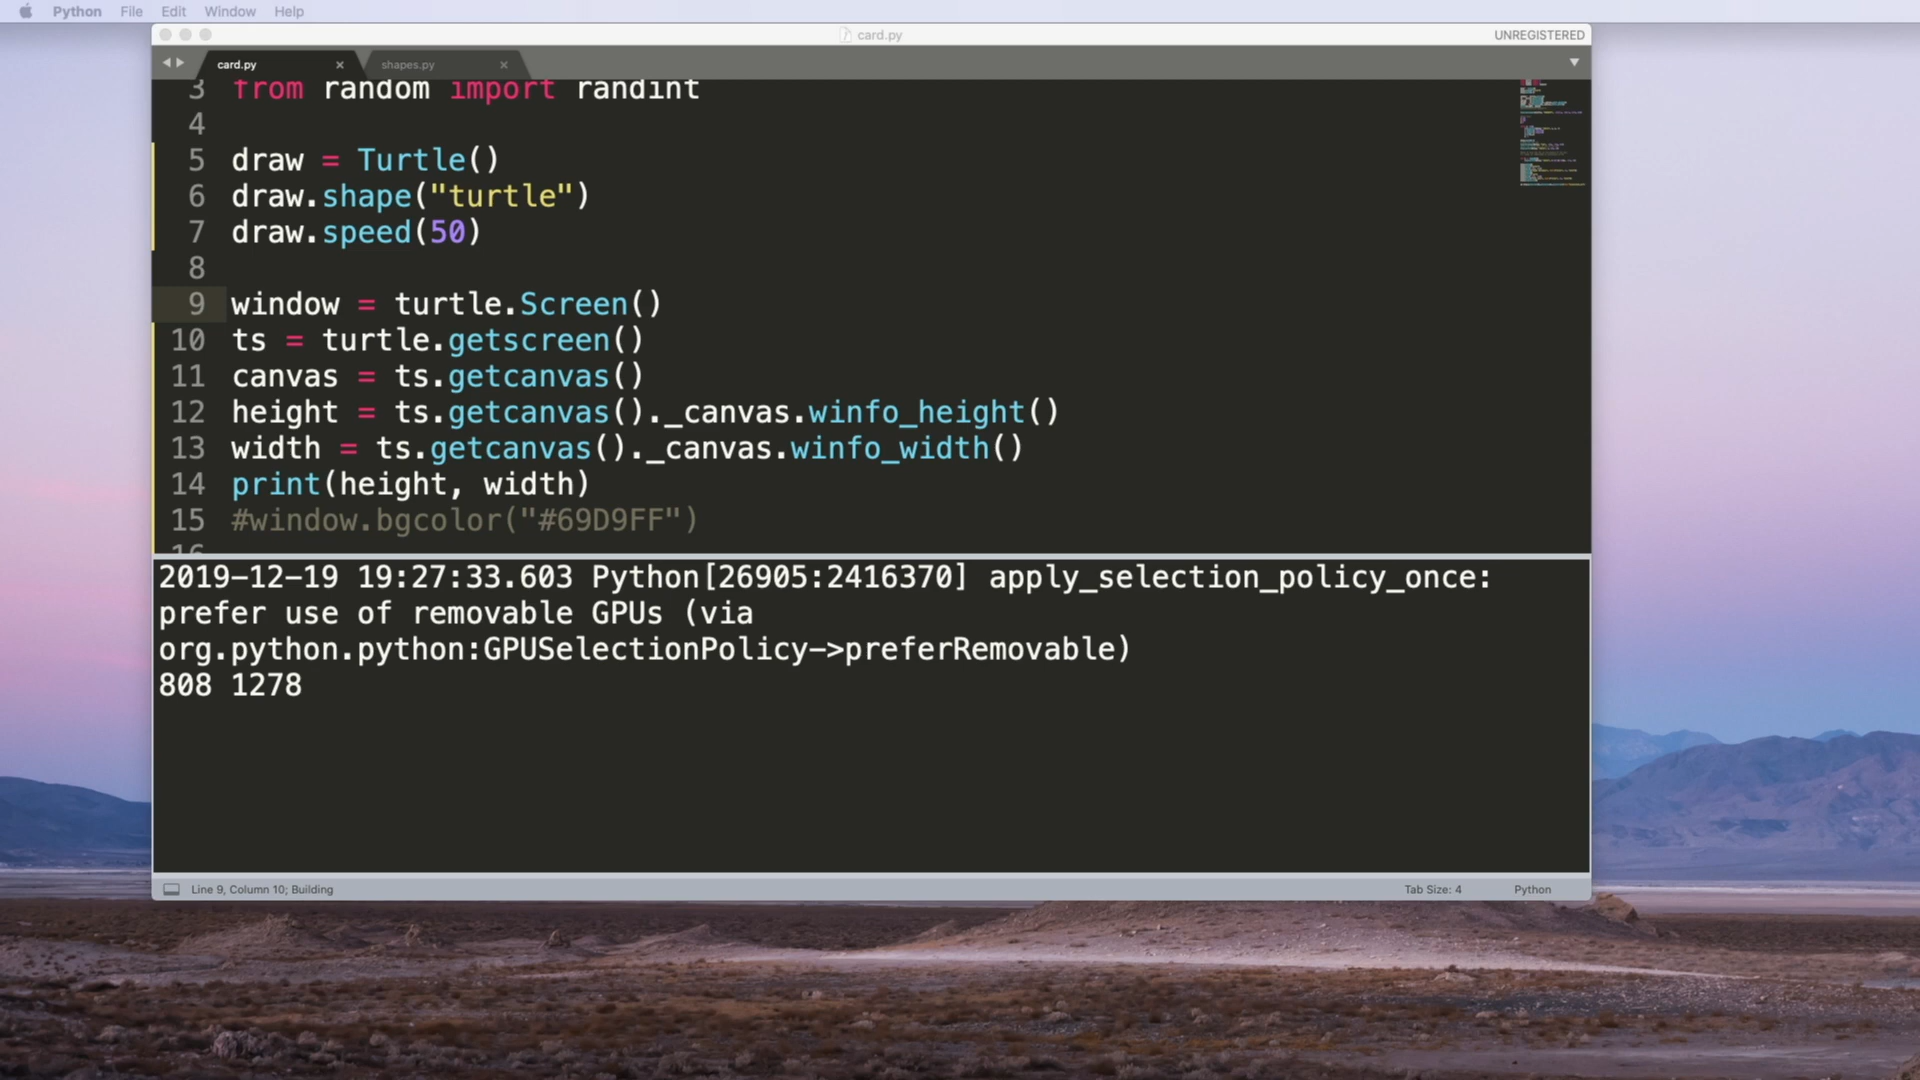 Python File Edit Window Help
card.py UNREGISTERED
card.py × shapes.py ×
3 from random import randint
4
5 draw = Turtle()
6 draw.shape("turtle")
7 draw.speed(50)
8
9 window = turtle.Screen()
10 ts = turtle.getscreen()
11 canvas = ts.getcanvas()
12 height = ts.getcanvas()._canvas.winfo_height()
13 width = ts.getcanvas()._canvas.winfo_width()
14 print(height, width)
15 #window.bgcolor("#69D9FF")
16
2019-12-19 19:27:33.603 Python[26905:2416370] apply_selection_policy_once:
prefer use of removable GPUs (via
org.python.python:GPUSelectionPolicy->preferRemovable)
808 1278
Line 9, Column 10; Building Tab Size: 4 Python